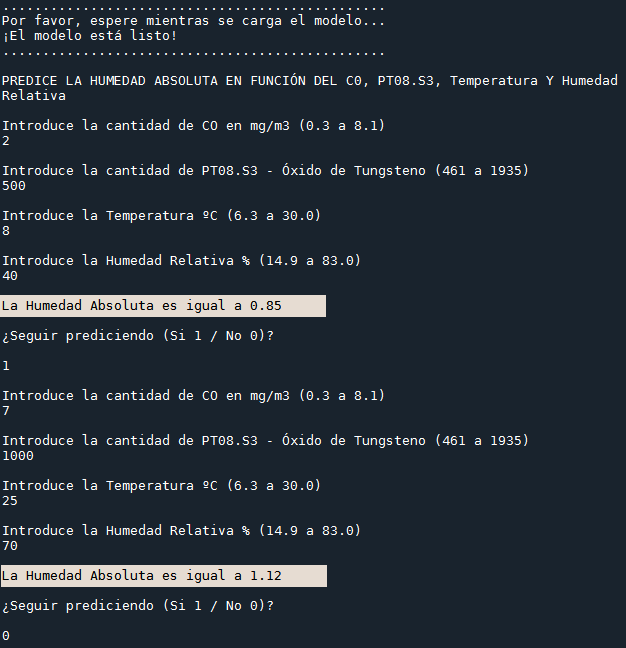 ................................................
Por favor, espere mientras se carga el modelo...
¡El modelo está listo!
................................................
PREDICE LA HUMEDAD ABSOLUTA EN FUNCIÓN DEL C0, PT08.S3, Temperatura Y Humedad
Relativa
Introduce la cantidad de CO en mg/m3 (0.3 a 8.1)
2
Introduce la cantidad de PT08.S3 - Óxido de Tungsteno (461 a 1935)
500
Introduce la Temperatura ºC (6.3 a 30.0)
8
Introduce la Humedad Relativa % (14.9 a 83.0)
40
La Humedad Absoluta es igual a 0.85
¿Seguir prediciendo (Si 1 / No 0)?
1
Introduce la cantidad de CO en mg/m3 (0.3 a 8.1)
7
Introduce la cantidad de PT08.S3 - Óxido de Tungsteno (461 a 1935)
1000
Introduce la Temperatura ºC (6.3 a 30.0)
25
Introduce la Humedad Relativa % (14.9 a 83.0)
70
La Humedad Absoluta es igual a 1.12
¿Seguir prediciendo (Si 1 / No 0)?
0